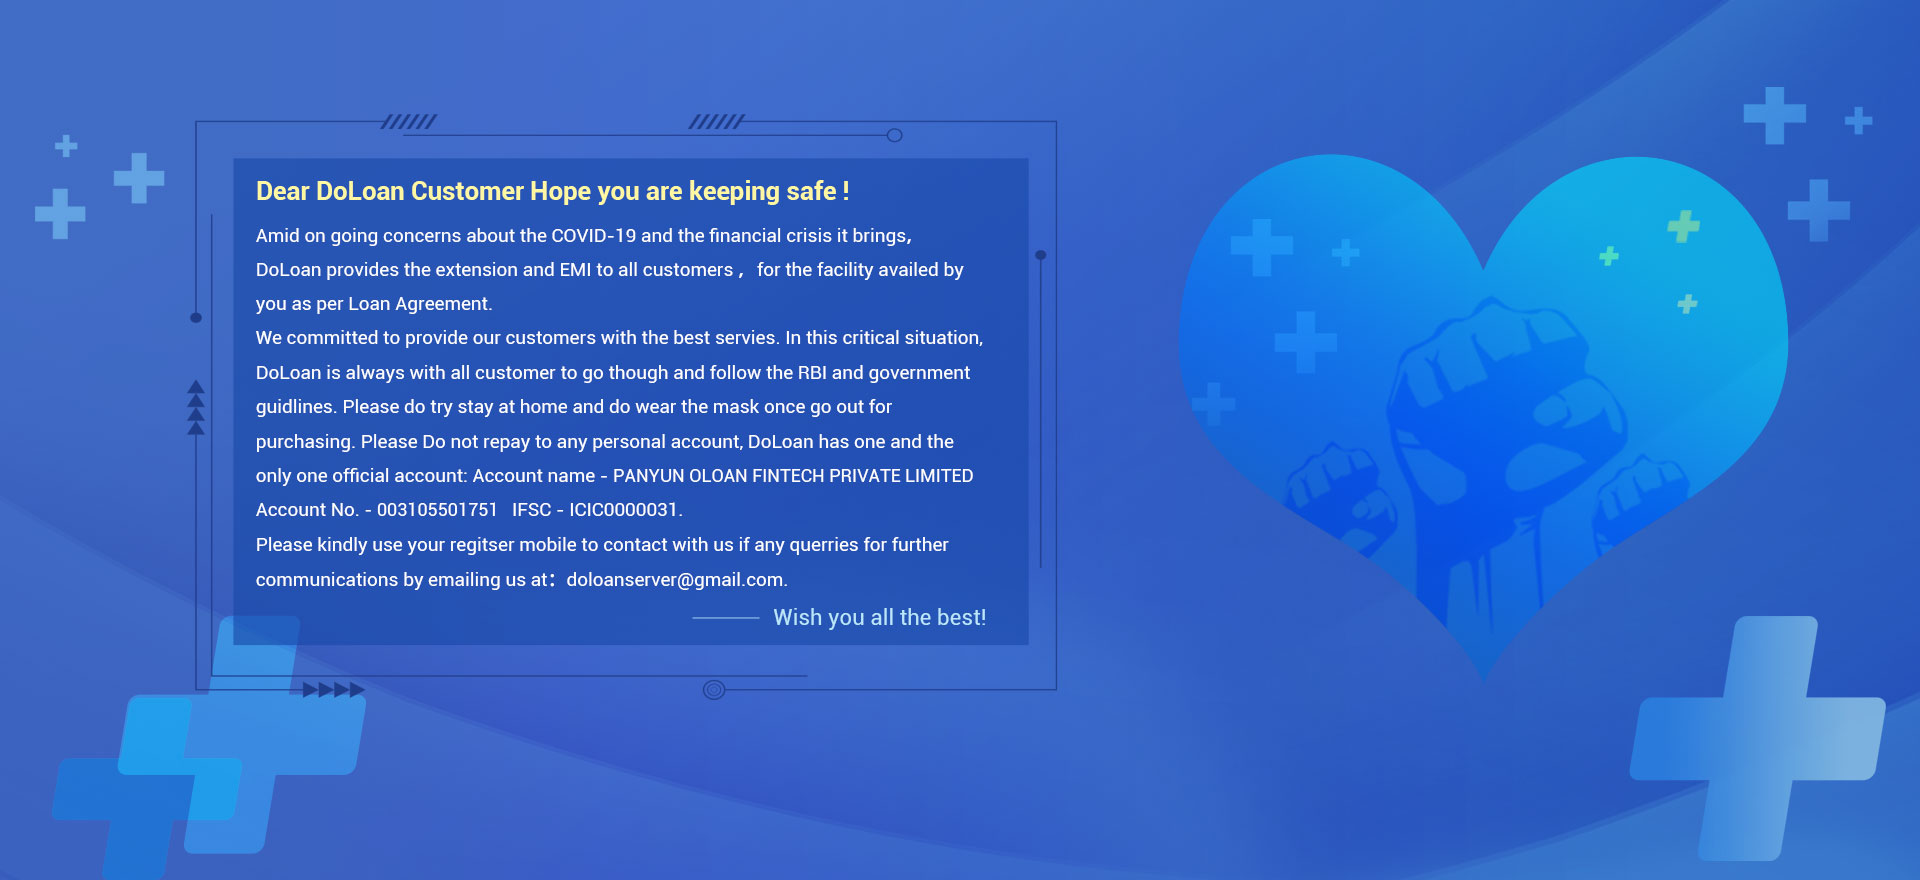 Dear DoLoan Customer Hope you are keeping safe !
Amid on going concerns about the COVID-19 and the financial crisis it brings,
DoLoan provides the extension and EMI to all customers ,  for the facility availed by
you as per Loan Agreement.
We committed to provide our customers with the best servies. In this critical situation,
DoLoan is always with all customer to go though and follow the RBI and government
guidlines. Please do try stay at home and do wear the mask once go out for
purchasing. Please Do not repay to any personal account, DoLoan has one and the
only one official account: Account name - PANYUN OLOAN FINTECH PRIVATE LIMITED
Account No. - 003105501751  IFSC - ICIC0000031.
Please kindly use your regitser mobile to contact with us if any querries for further
communications by emailing us at：doloanserver@gmail.com.
Wish you all the best!